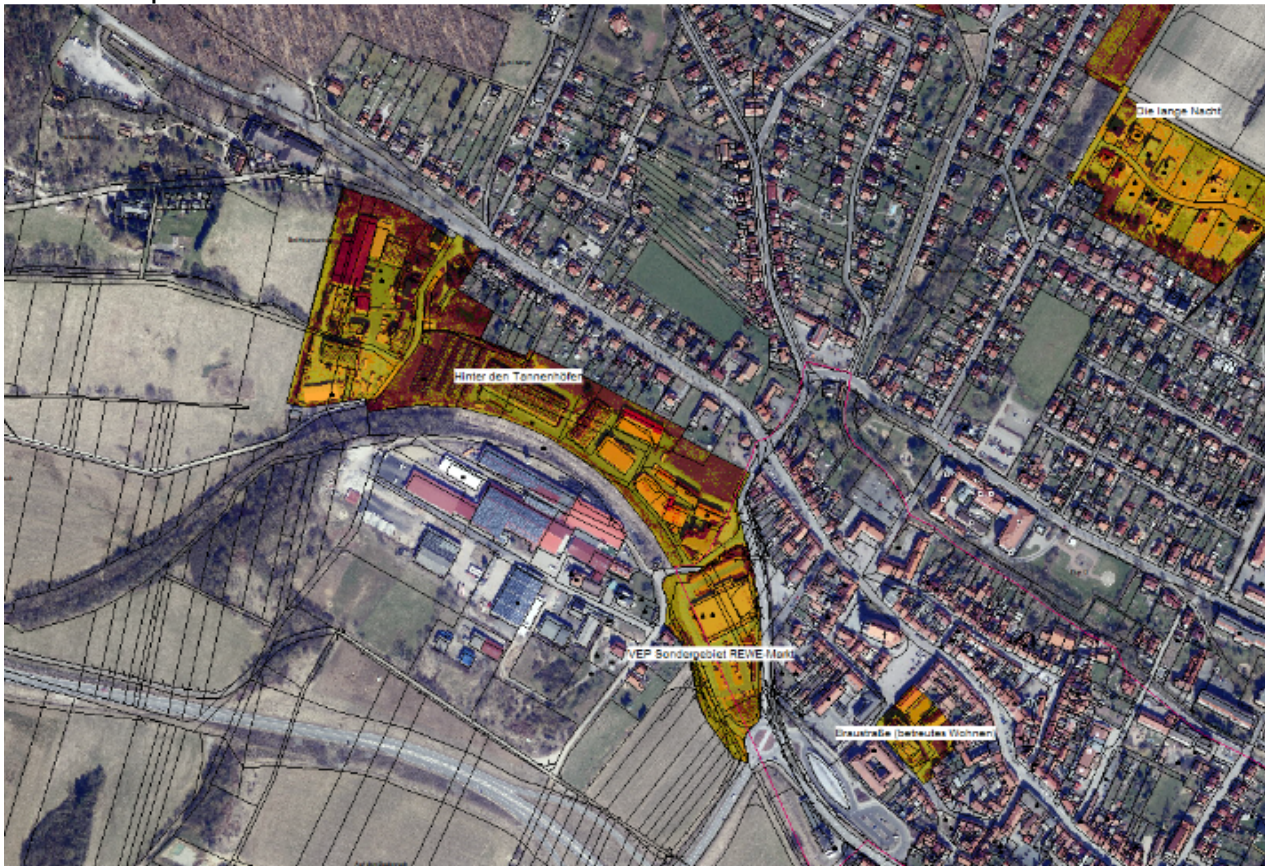 Die lange Nacht
Hinter den Tannenhöfen
VEP Sondergebiet REWE-Markt
Braustraße (betreutes Wohnen)